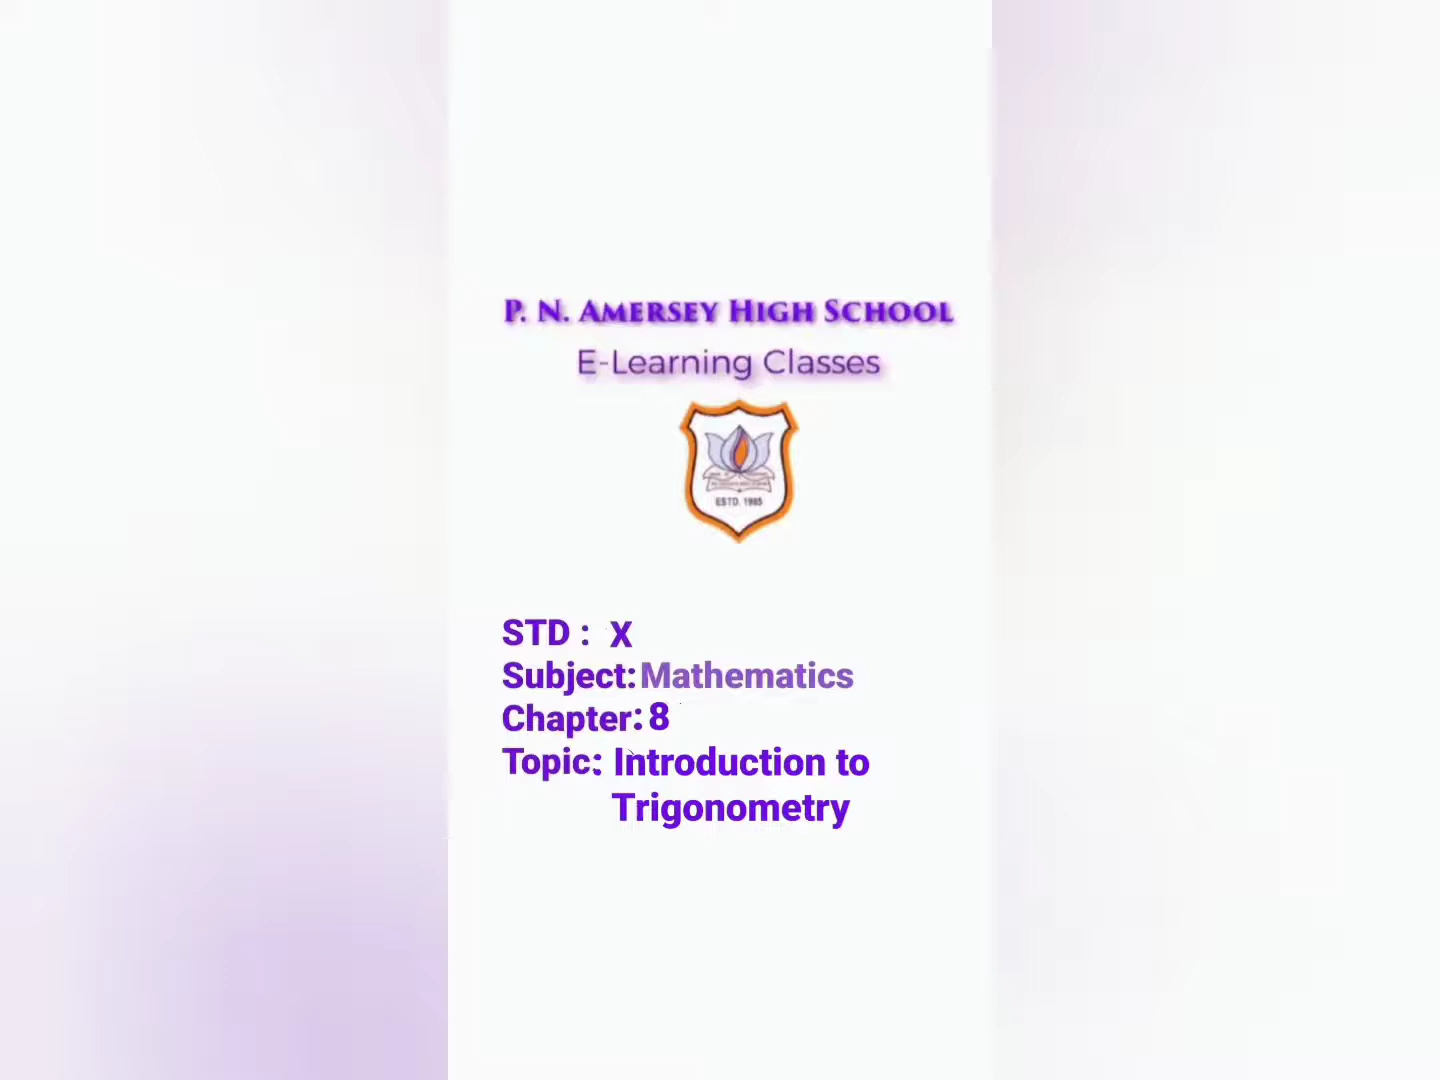 P. N. AMERSEY HIGH SCHOOL
E-Learning Classes
ESTD. 1985
STD : X
Subject: Mathematics
Chapter: 8
Topic: Introduction to
Trigonometry